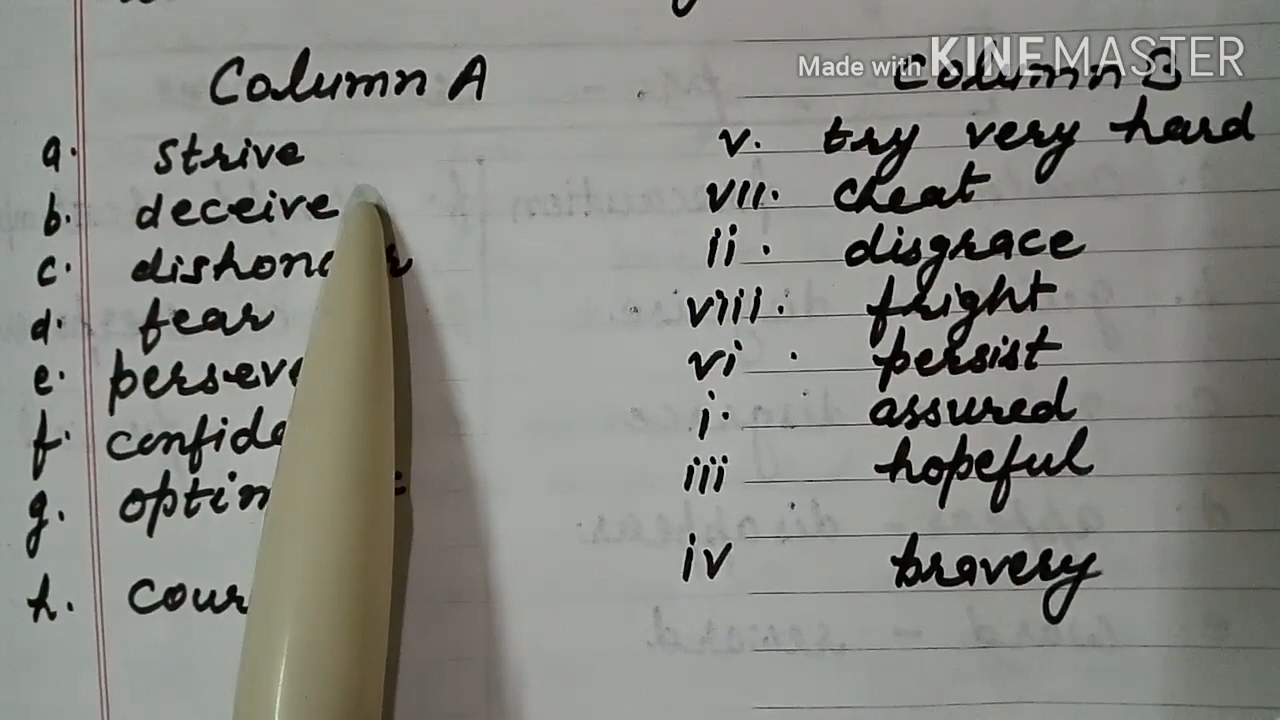 Made with KINEMASTER
Column A Column B
a. strive v. try very hard
b. deceive vii. cheat
c. ii. disgrace
d. fear viii. fright
e. vi. persist
f. i. assured
g. iii hopeful
h. iv bravery